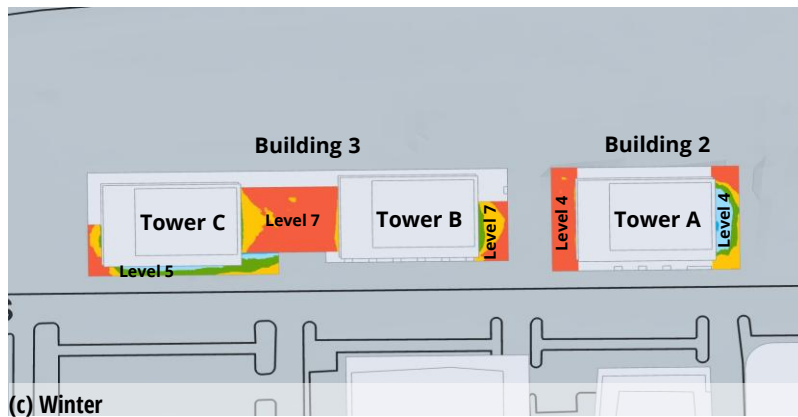 Building 3
Building 2
Tower C
Level 7
Tower B
Level 7
Level 4
Tower A
Level 4
Level 5
(c) Winter